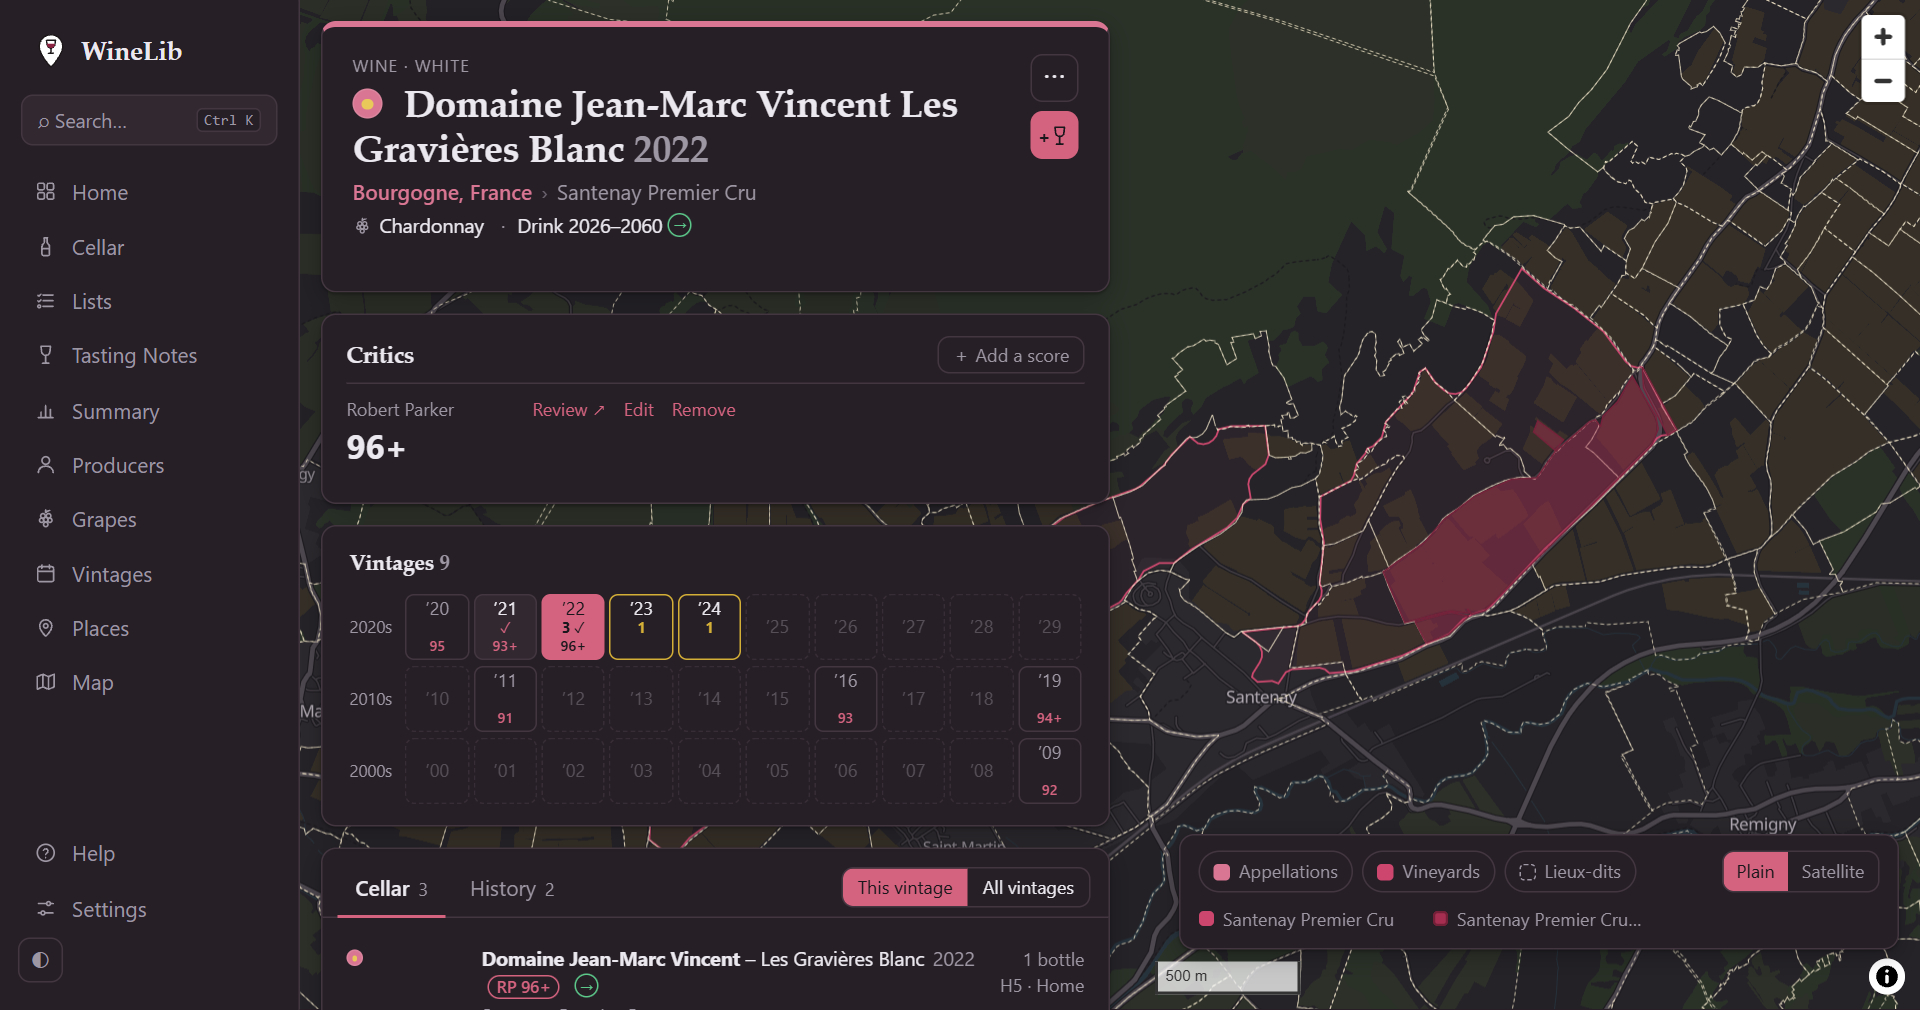 WineLib
Search... Ctrl K
Home
Cellar
Lists
Tasting Notes
Summary
Producers
Grapes
Vintages
Places
Map
Help
Settings
WINE · WHITE
Domaine Jean-Marc Vincent Les
Gravières Blanc 2022
Bourgogne, France › Santenay Premier Cru
Chardonnay · Drink 2026–2060 →
...
+
Critics
+ Add a score
Robert Parker Review ↗ Edit Remove
96+
Vintages 9
2020s
'20 95
'21 ✓ 93+
'22 3 ✓ 96+
'23 1
'24 1
'25
'26
'27
'28
'29
2010s
'10
'11 91
'12
'13
'14
'15
'16 93
'17
'18
'19 94+
2000s
'00
'01
'02
'03
'04
'05
'06
'07
'08
'09 92
Cellar 3 History 2 This vintage All vintages
Domaine Jean-Marc Vincent – Les Gravières Blanc 2022 1 bottle
RP 96+ → H5 · Home
gy
Ma
Saint-Martin
Santenay
Remigny
+
−
Appellations Vineyards Lieux-dits Plain Satellite
Santenay Premier Cru Santenay Premier Cru...
500 m
i